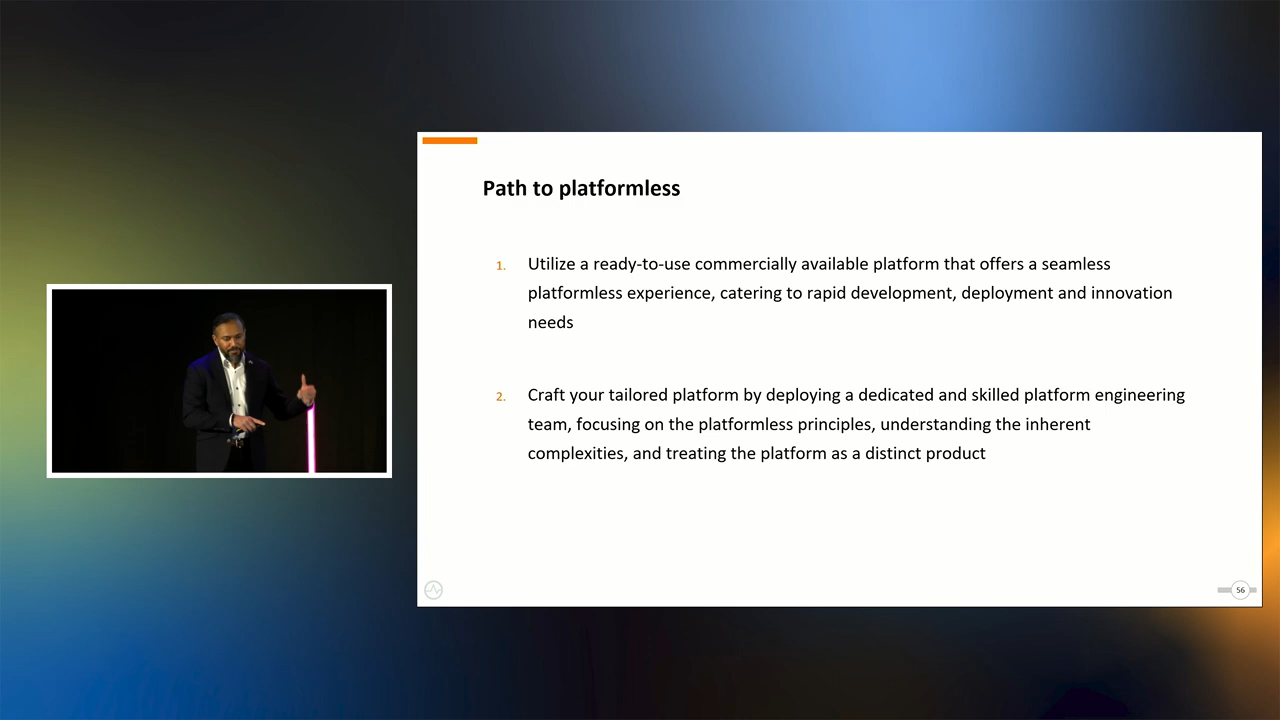 Path to platformless
1. Utilize a ready-to-use commercially available platform that offers a seamless
platformless experience, catering to rapid development, deployment and innovation
needs
2. Craft your tailored platform by deploying a dedicated and skilled platform engineering
team, focusing on the platformless principles, understanding the inherent
complexities, and treating the platform as a distinct product
56